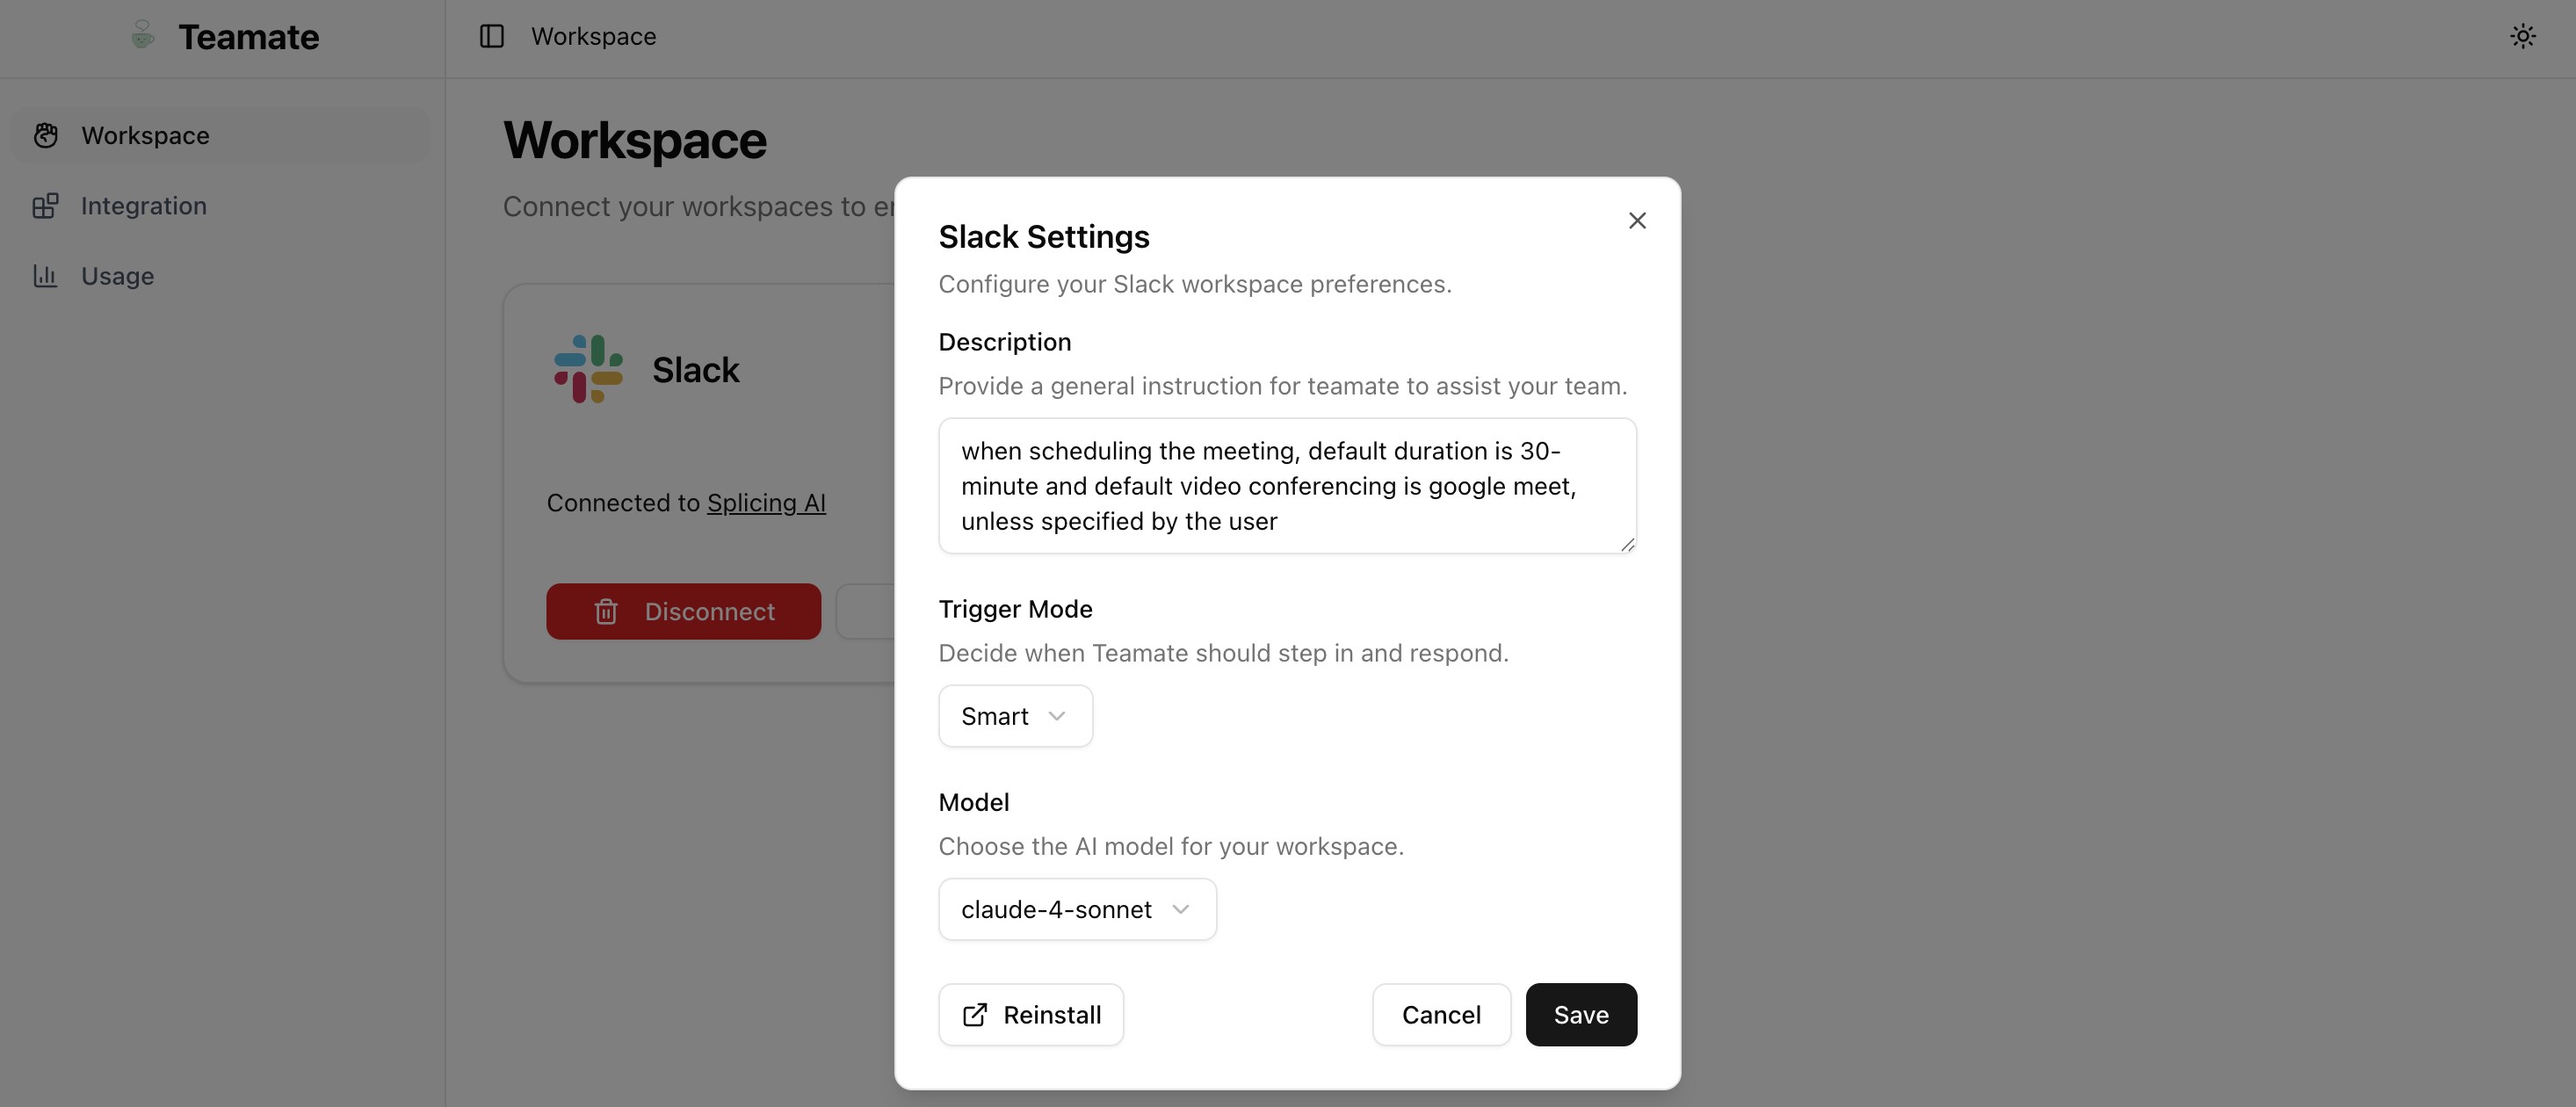 Teamate
Workspace
Workspace
Integration
Usage
Workspace
Connect your workspaces to
Slack
Connected to Splicing AI
Disconnect
Slack Settings
Configure your Slack workspace preferences.
Description
Provide a general instruction for teamate to assist your team.
when scheduling the meeting, default duration is 30-
minute and default video conferencing is google meet,
unless specified by the user
Trigger Mode
Decide when Teamate should step in and respond.
Smart
Model
Choose the AI model for your workspace.
claude-4-sonnet
Reinstall
Cancel
Save